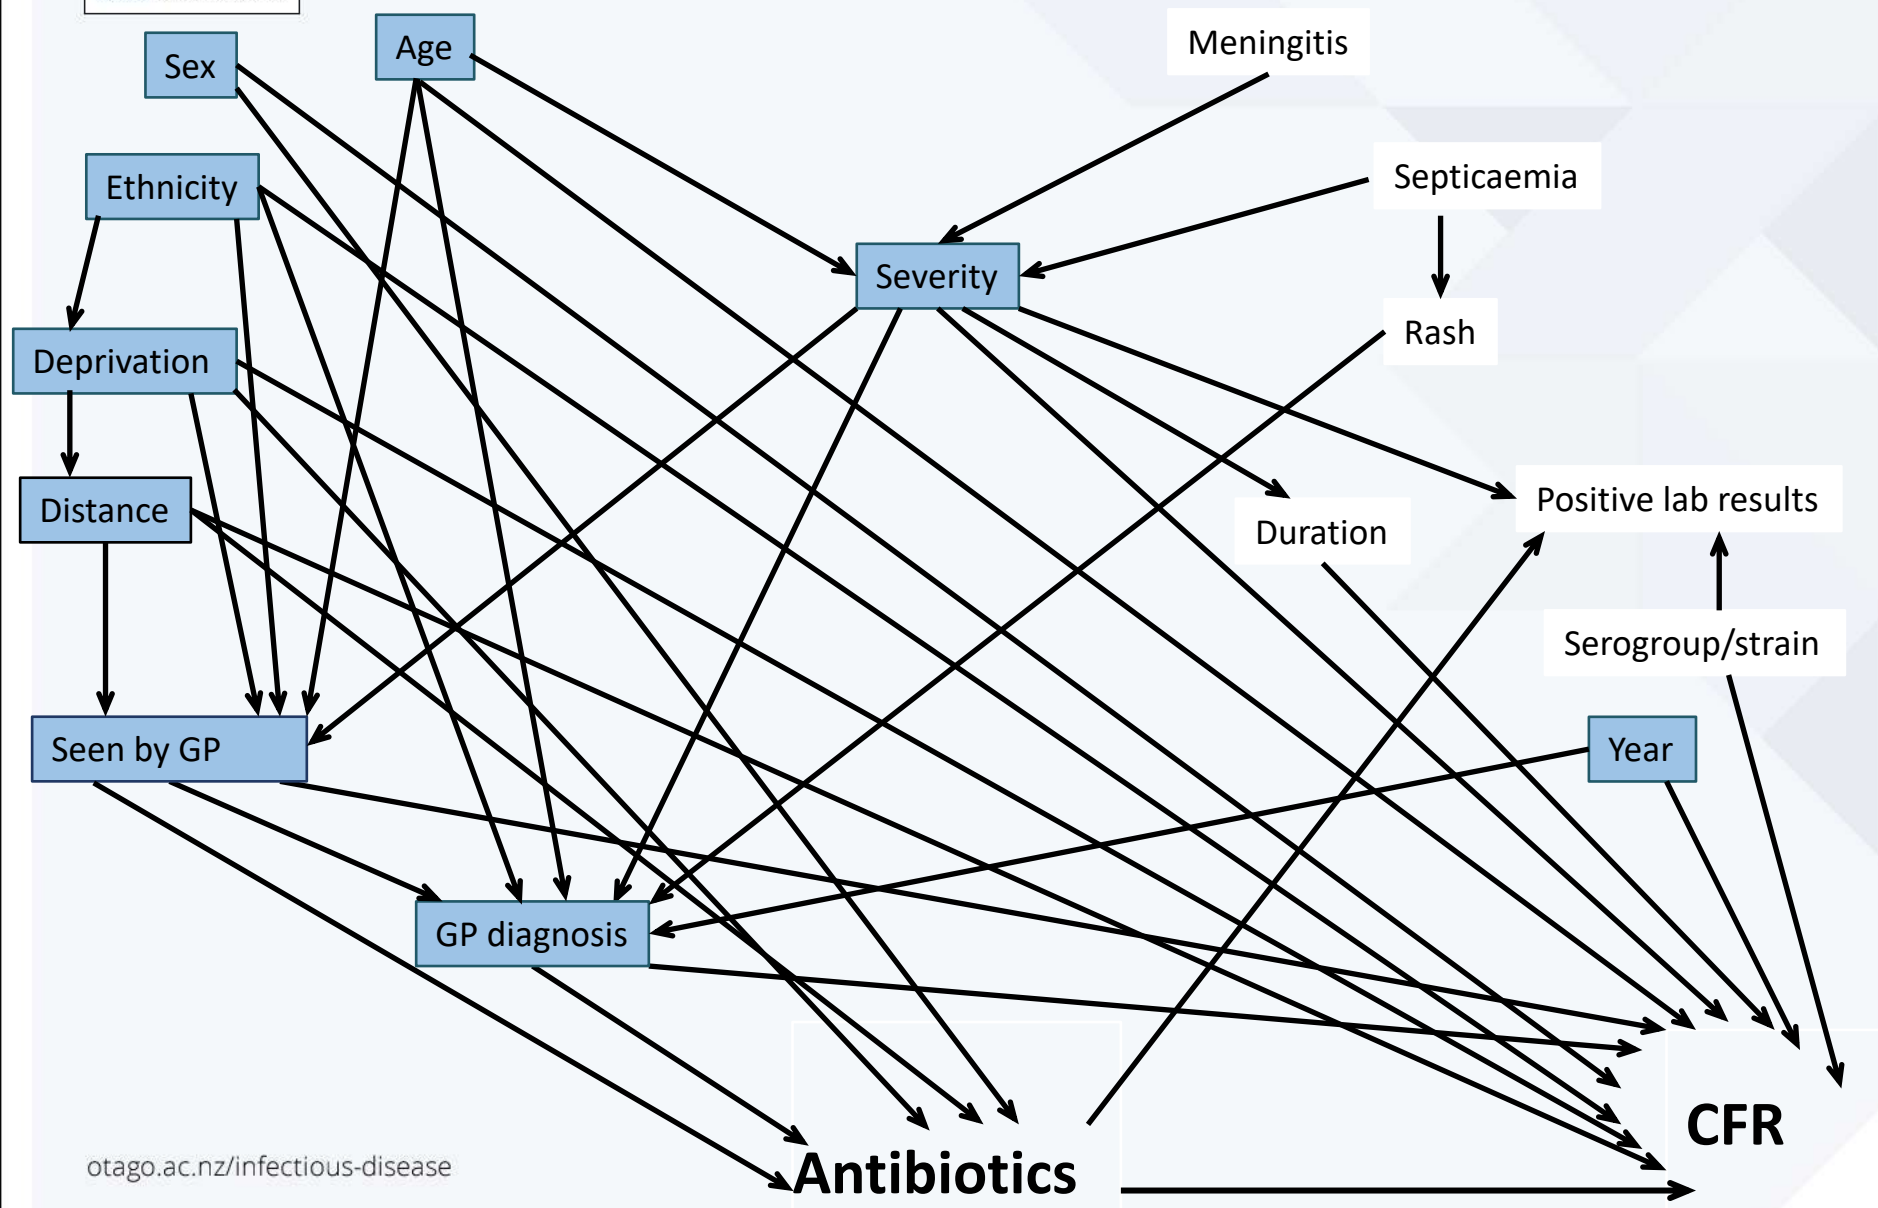 Sex
Age
Meningitis
Ethnicity
Septicaemia
Severity
Rash
Deprivation
Distance
Positive lab results
Duration
Serogroup/strain
Seen by GP
Year
GP diagnosis
CFR
Antibiotics
otago.ac.nz/infectious-disease